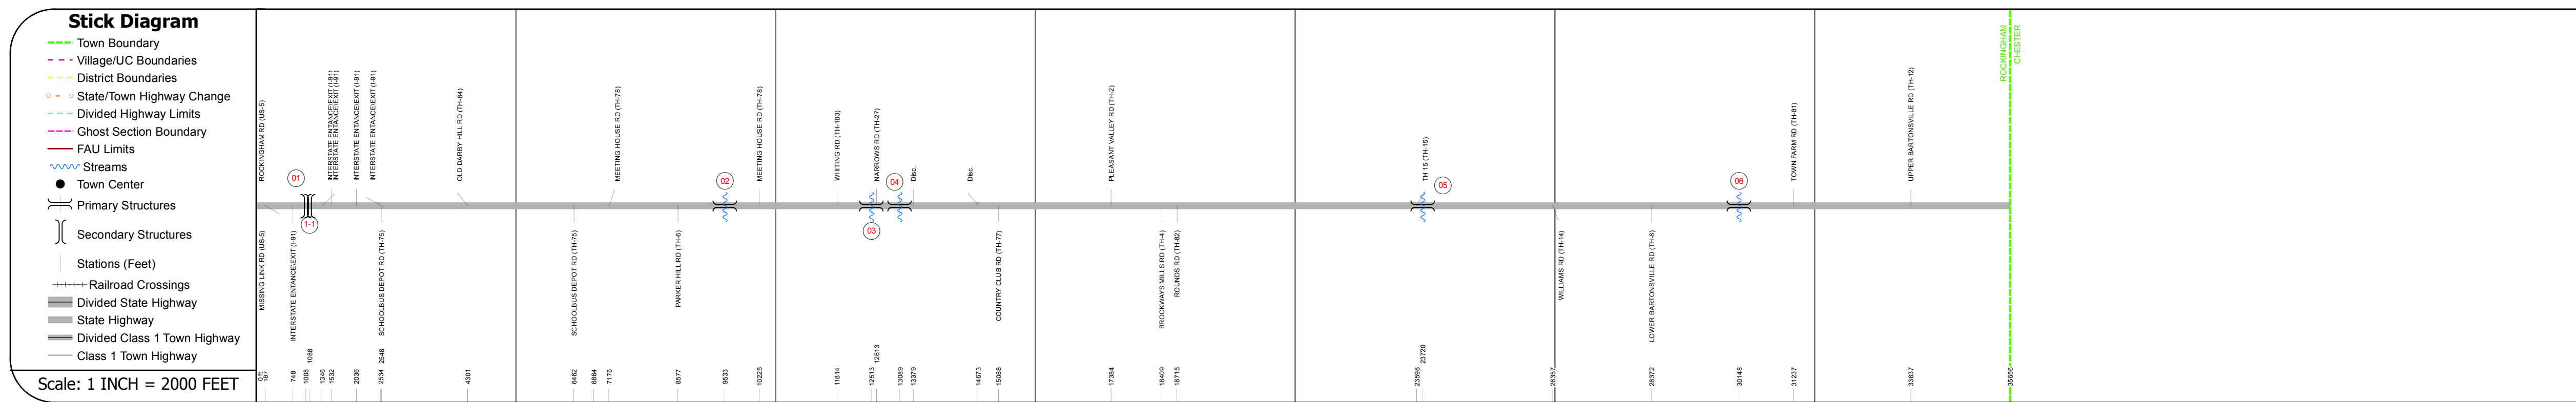 Stick Diagram
Town Boundary
Village/UC Boundaries
District Boundaries
State/Town Highway Change
Divided Highway Limits
Ghost Section Boundary
FAU Limits
Streams
Town Center
Primary Structures
Secondary Structures
Stations (Feet)
Railroad Crossings
Divided State Highway
State Highway
Divided Class 1 Town Highway
Class 1 Town Highway
Scale: 1 INCH = 2000 FEET
ROCKINGHAM RD (US-5)
INTERSTATE ENTANCE\EXIT (I-91)
INTERSTATE ENTANCE\EXIT (I-91)
INTERSTATE ENTANCE\EXIT (I-91)
INTERSTATE ENTANCE\EXIT (I-91)
OLD DARBY HILL RD (TH-84)
MEETING HOUSE RD (TH-78)
MEETING HOUSE RD (TH-78)
WHITING RD (TH-103)
NARROWS RD (TH-27)
Disc.
Disc.
PLEASANT VALLEY RD (TH-2)
TH 15 (TH-15)
TOWN FARM RD (TH-81)
UPPER BARTONSVILLE RD (TH-12)
ROCKINGHAM
CHESTER
01
1-1
02
03
04
05
06
MISSING LINK RD (US-5)
INTERSTATE ENTANCE\EXIT (I-91)
SCHOOLBUS DEPOT RD (TH-75)
SCHOOLBUS DEPOT RD (TH-75)
PARKER HILL RD (TH-6)
COUNTRY CLUB RD (TH-77)
BROCKWAYS MILLS RD (TH-4)
ROUNDS RD (TH-82)
WILLIAMS RD (TH-14)
LOWER BARTONSVILLE RD (TH-8)
0 ft
187
748
1008
1088
1346
1532
2036
2534
2548
4301
6462
6864
7175
8577
9533
10225
11814
12513
12613
13089
13379
14673
15088
17384
18409
18715
23598
23720
26357
28372
30148
31237
33637
35656